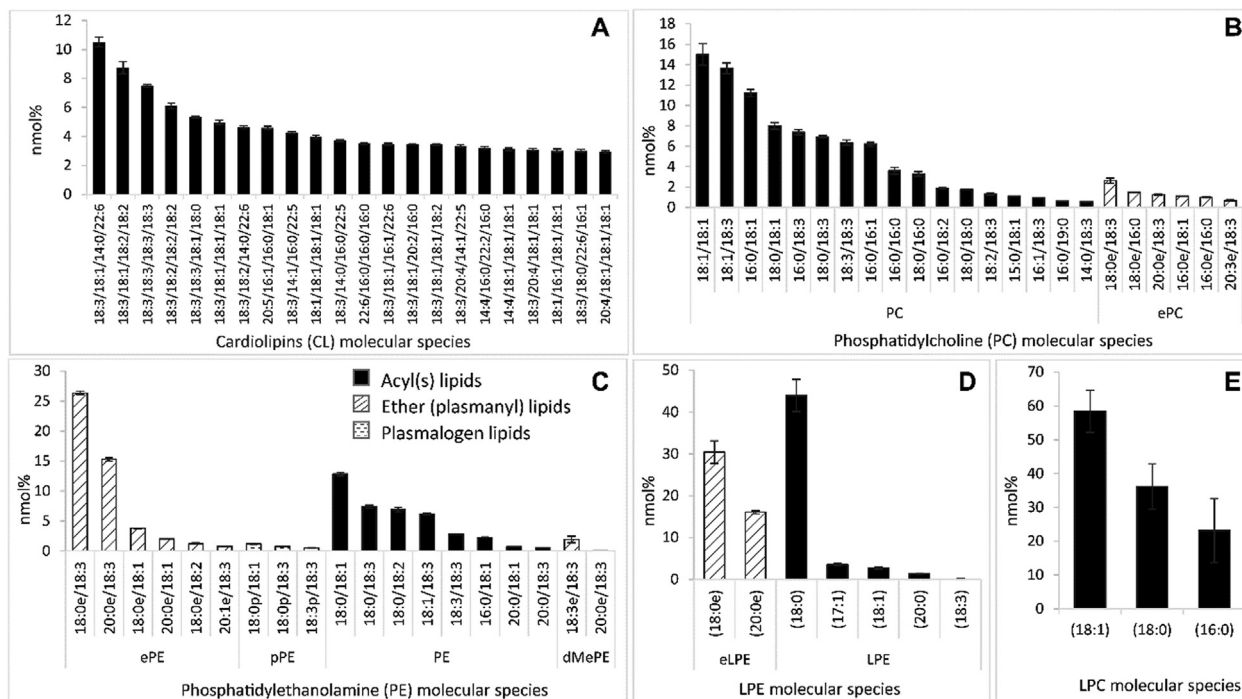 A
nmol%
12
10
8
6
4
2
0
18:3/18:1/14:0/22:6
18:3/18:1/18:2/18:2
18:3/18:3/18:3/18:3
18:3/18:2/18:2/18:2
18:3/18:3/18:1/18:0
18:3/18:1/18:1/18:1
18:3/18:2/14:0/22:6
20:5/16:1/16:0/18:1
18:3/14:1/16:0/22:5
18:1/18:1/18:1/18:1
18:3/14:0/16:0/22:5
22:6/16:0/16:0/16:0
18:3/18:1/16:1/22:6
18:3/18:1/20:2/16:0
18:3/18:1/18:1/18:2
18:3/20:4/14:1/22:5
14:4/16:0/22:2/16:0
14:4/18:1/18:1/18:1
18:3/20:4/18:1/18:1
18:1/16:1/18:1/18:1
18:3/18:0/22:6/16:1
20:4/18:1/18:1/18:1
Cardiolipins (CL) molecular species
B
nmol%
18
16
14
12
10
8
6
4
2
0
18:1/18:1
18:1/18:3
16:0/18:1
18:0/18:1
16:0/18:3
18:0/18:3
18:3/18:3
16:0/16:1
16:0/16:0
18:0/16:0
16:0/18:2
18:2/18:0
18:2/18:3
15:0/18:1
16:1/18:3
16:0/19:0
14:0/18:3
18:0e/18:3
18:0e/16:0
20:0e/18:3
16:0e/18:1
16:0e/16:0
20:3e/18:3
PC
ePC
Phosphatidylcholine (PC) molecular species
C
nmol%
30
25
20
15
10
5
0
Acyl(s) lipids
Ether (plasmanyl) lipids
Plasmalogen lipids
18:0e/18:3
20:0e/18:3
18:0e/18:1
20:0e/18:1
18:0e/18:2
20:1e/18:3
18:0p/18:1
18:0p/18:3
18:3p/18:3
18:0/18:1
18:0/18:3
18:0/18:2
18:1/18:3
18:3/18:3
16:0/18:1
20:0/18:1
20:0/18:3
18:3e/18:3
20:0e/18:3
ePE
pPE
PE
dMePE
Phosphatidylethanolamine (PE) molecular species
D
nmol%
50
40
30
20
10
0
(18:0e)
(20:0e)
(18:0)
(17:1)
(18:1)
(20:0)
(18:3)
eLPE
LPE
LPE molecular species
E
nmol%
70
60
50
40
30
20
10
0
(18:1)
(18:0)
(16:0)
LPC molecular species